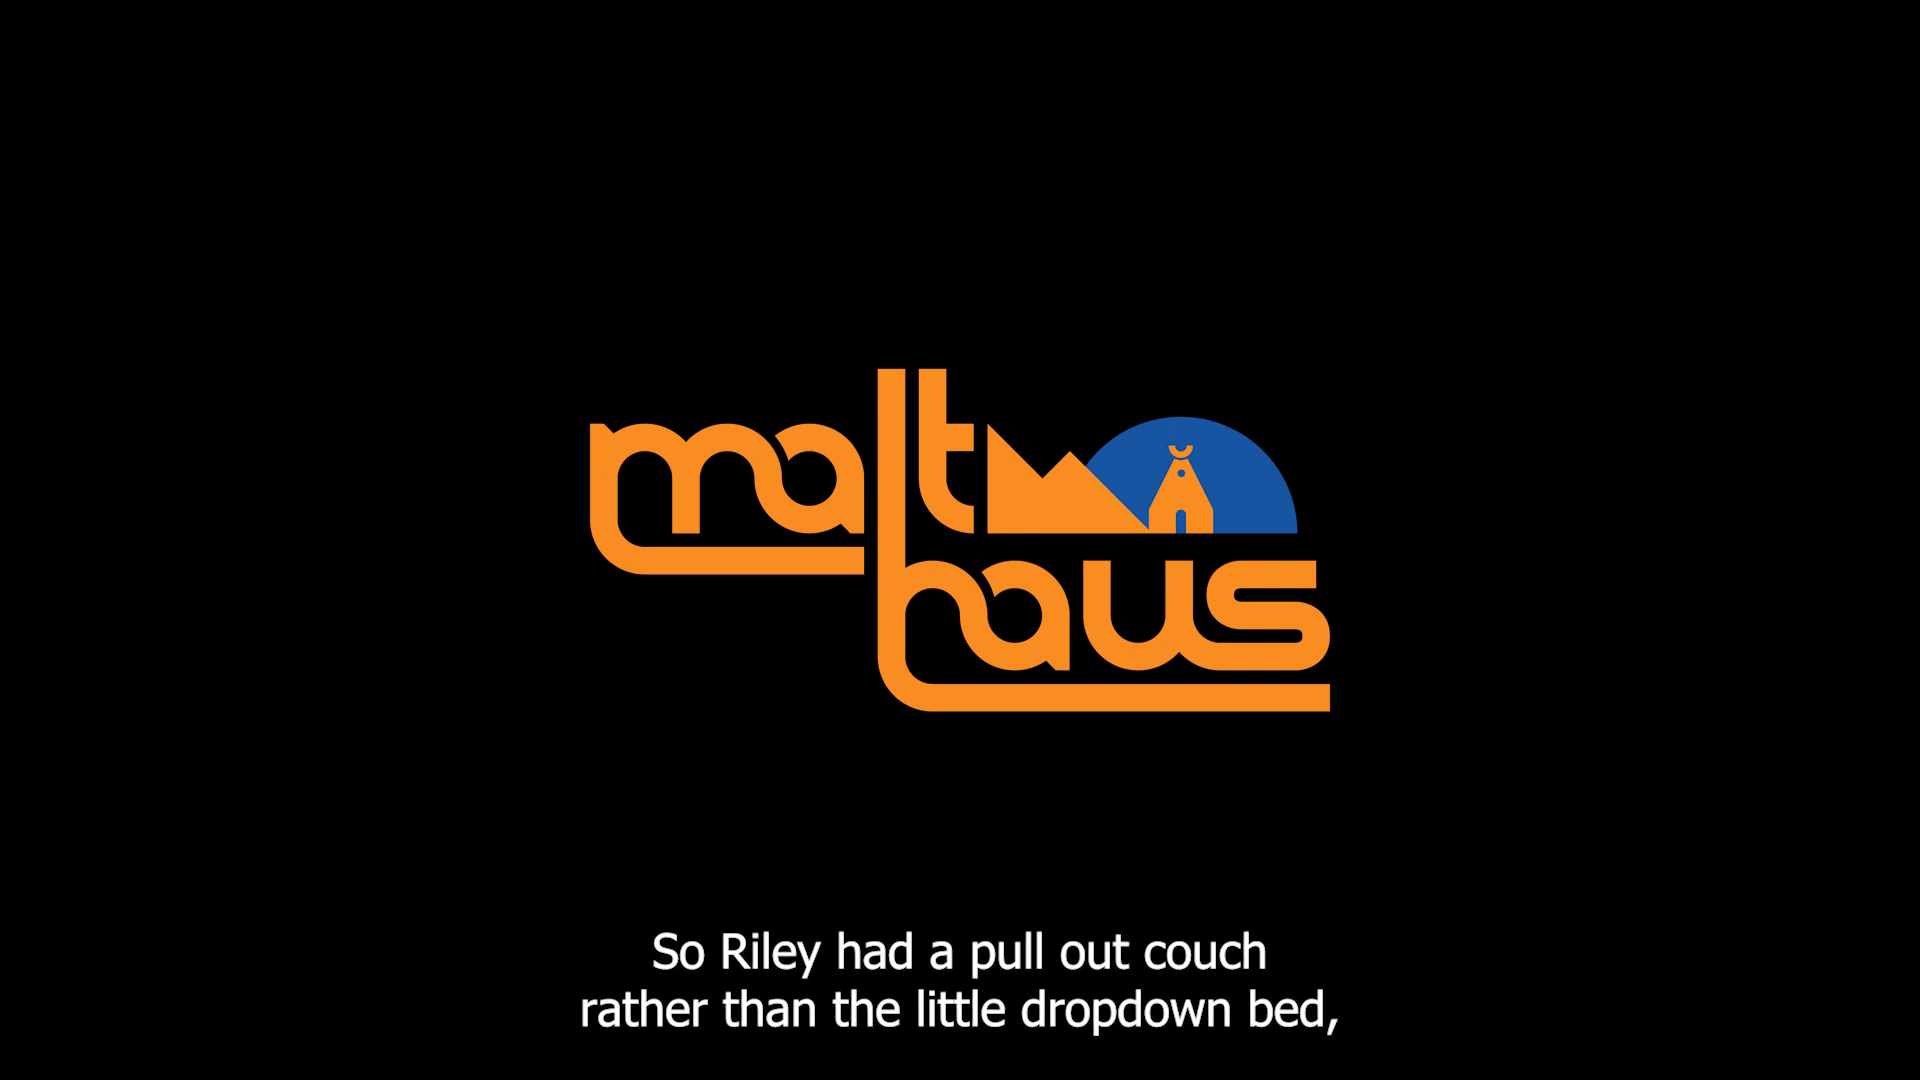 malt
haus
So Riley had a pull out couch
rather than the little dropdown bed,